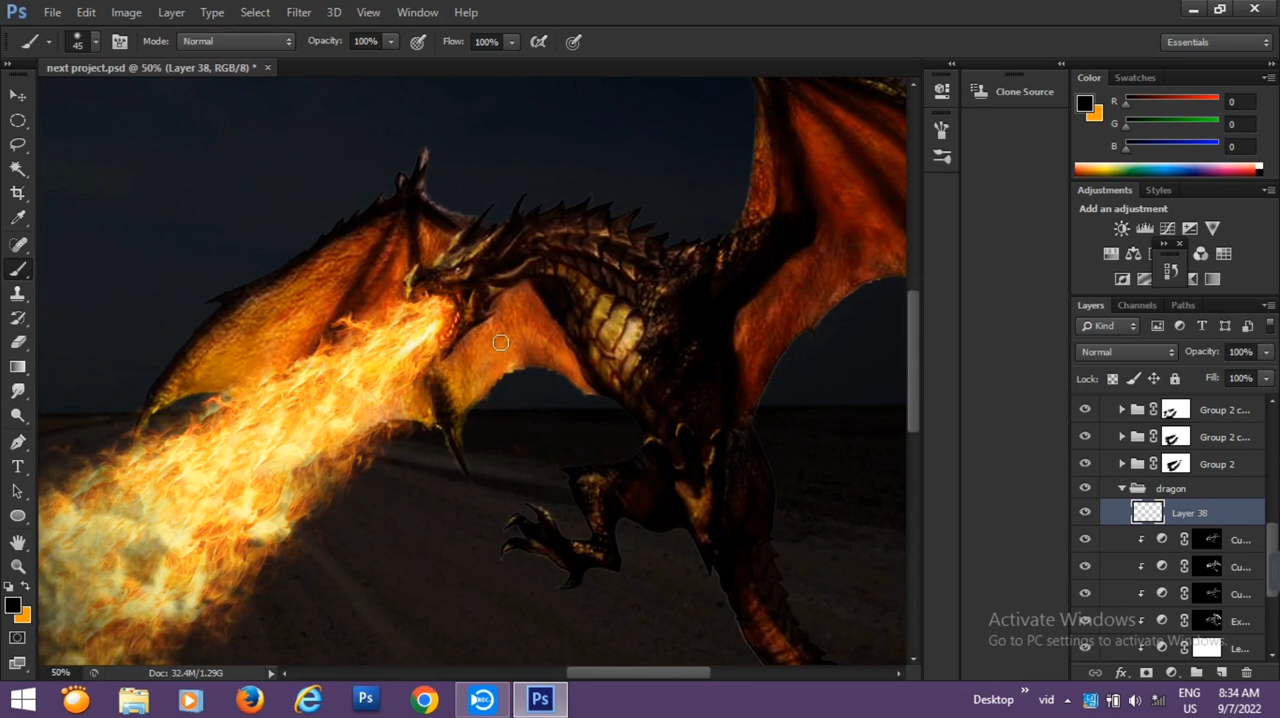 Ps File Edit Image Layer Type Select Filter 3D View Window Help
45 Mode: Normal Opacity: 100% Flow: 100% Essentials
next project.psd @ 50% (Layer 38, RGB/8) * ×
Clone Source
Color Swatches
R 0
G 0
B 0
Adjustments Styles
Add an adjustment
Layers Channels Paths
Kind
Normal Opacity: 100%
Lock: Fill: 100%
Group 2 c...
Group 2 c...
Group 2
dragon
Layer 38
Cu...
Cu...
Cu...
Ex...
Le...
Activate Windows
Go to PC settings to activate Windows.
50% Doc: 32.4M/1.29G
Ps REC Ps Desktop » vid ENG 8:34 AM
US 9/7/2022